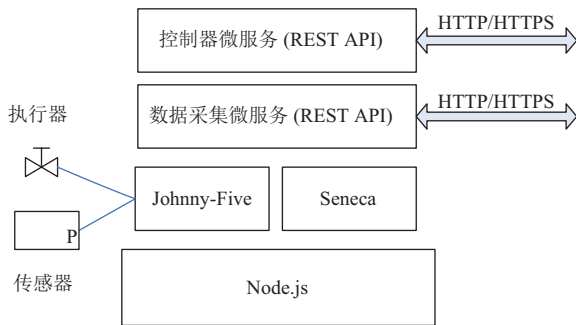 控制器微服务 (REST API)
HTTP/HTTPS
数据采集微服务 (REST API)
HTTP/HTTPS
执行器
Johnny-Five
Seneca
P
传感器
Node.js